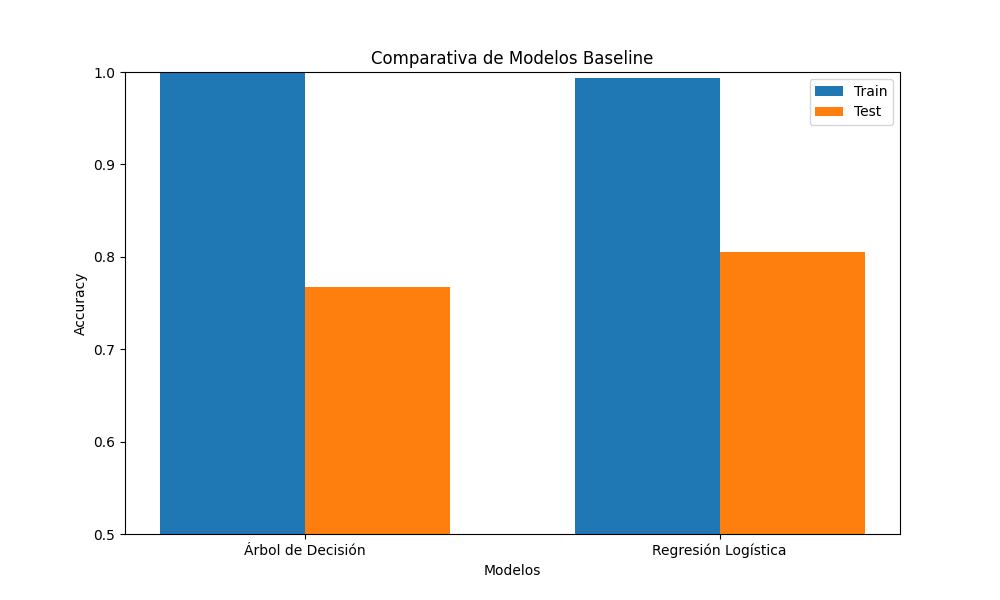 Comparativa de Modelos Baseline
Train
Test
1.0
0.9
0.8
0.7
0.6
0.5
Accuracy
Árbol de Decisión
Regresión Logística
Modelos